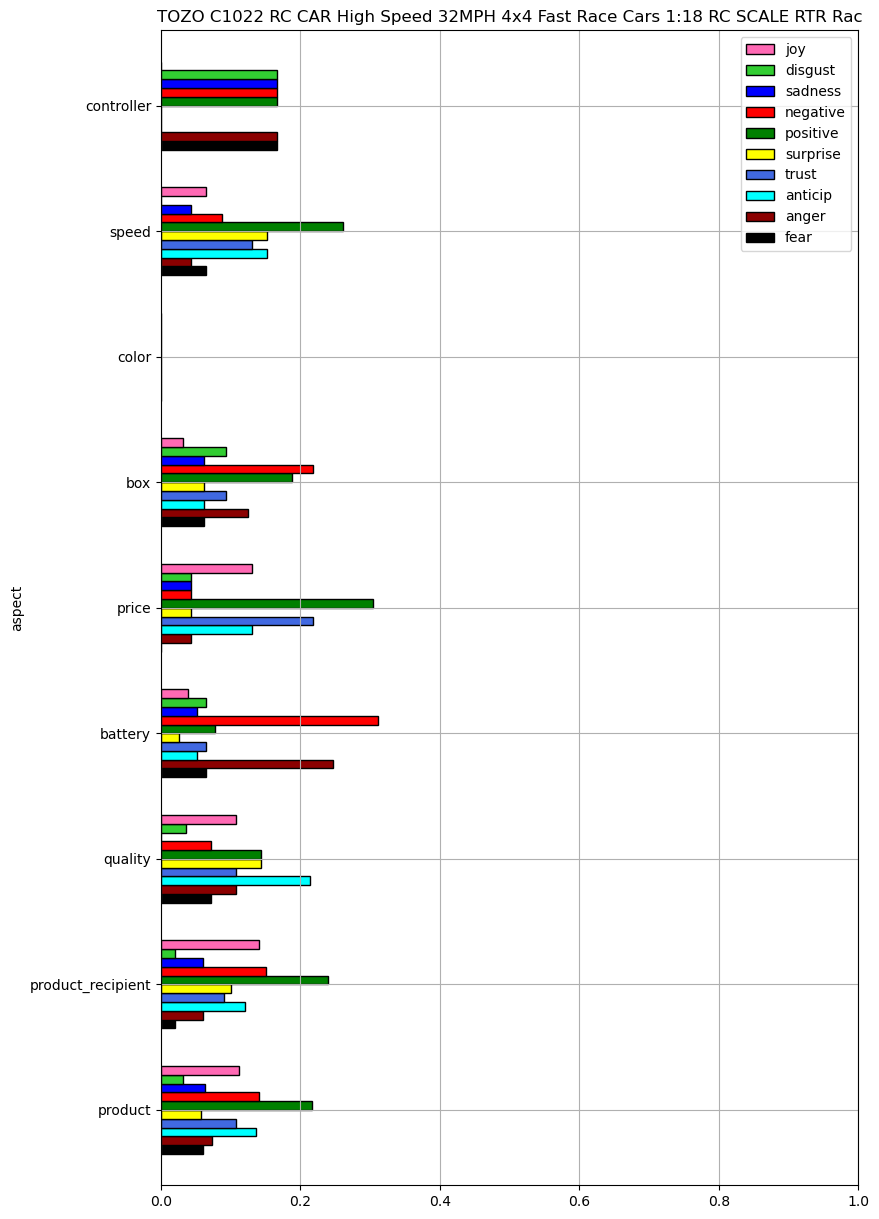 TOZO C1022 RC CAR High Speed 32MPH 4x4 Fast Race Cars 1:18 RC SCALE RTR Rac
joy
disgust
sadness
negative
positive
surprise
trust
anticip
anger
fear
controller
speed
color
box
price
battery
quality
product_recipient
product
aspect
0.0 0.2 0.4 0.6 0.8 1.0